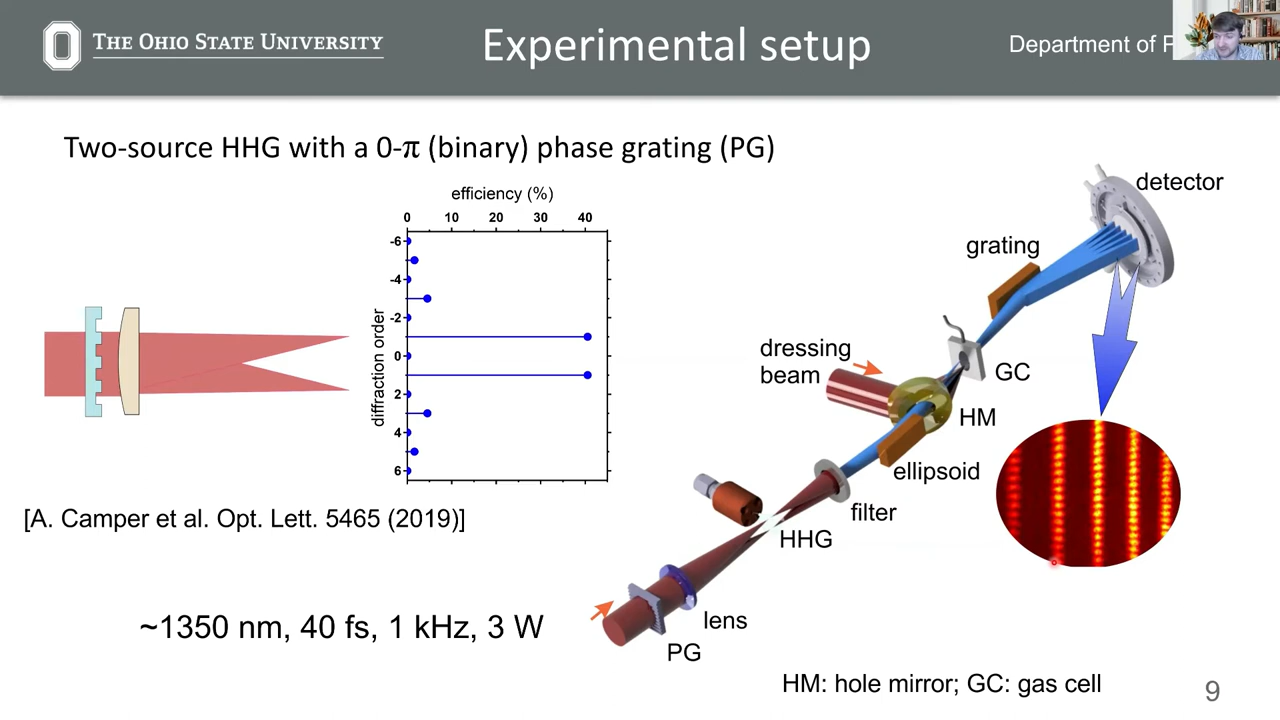 THE OHIO STATE UNIVERSITY
Experimental setup
Department of
Two-source HHG with a 0-π (binary) phase grating (PG)
efficiency (%)
0 10 20 30 40
diffraction order
-6
-4
-2
0
2
4
6
[A. Camper et al. Opt. Lett. 5465 (2019)]
~1350 nm, 40 fs, 1 kHz, 3 W
detector
grating
dressing
beam
GC
HM
ellipsoid
filter
HHG
lens
PG
HM: hole mirror; GC: gas cell
9